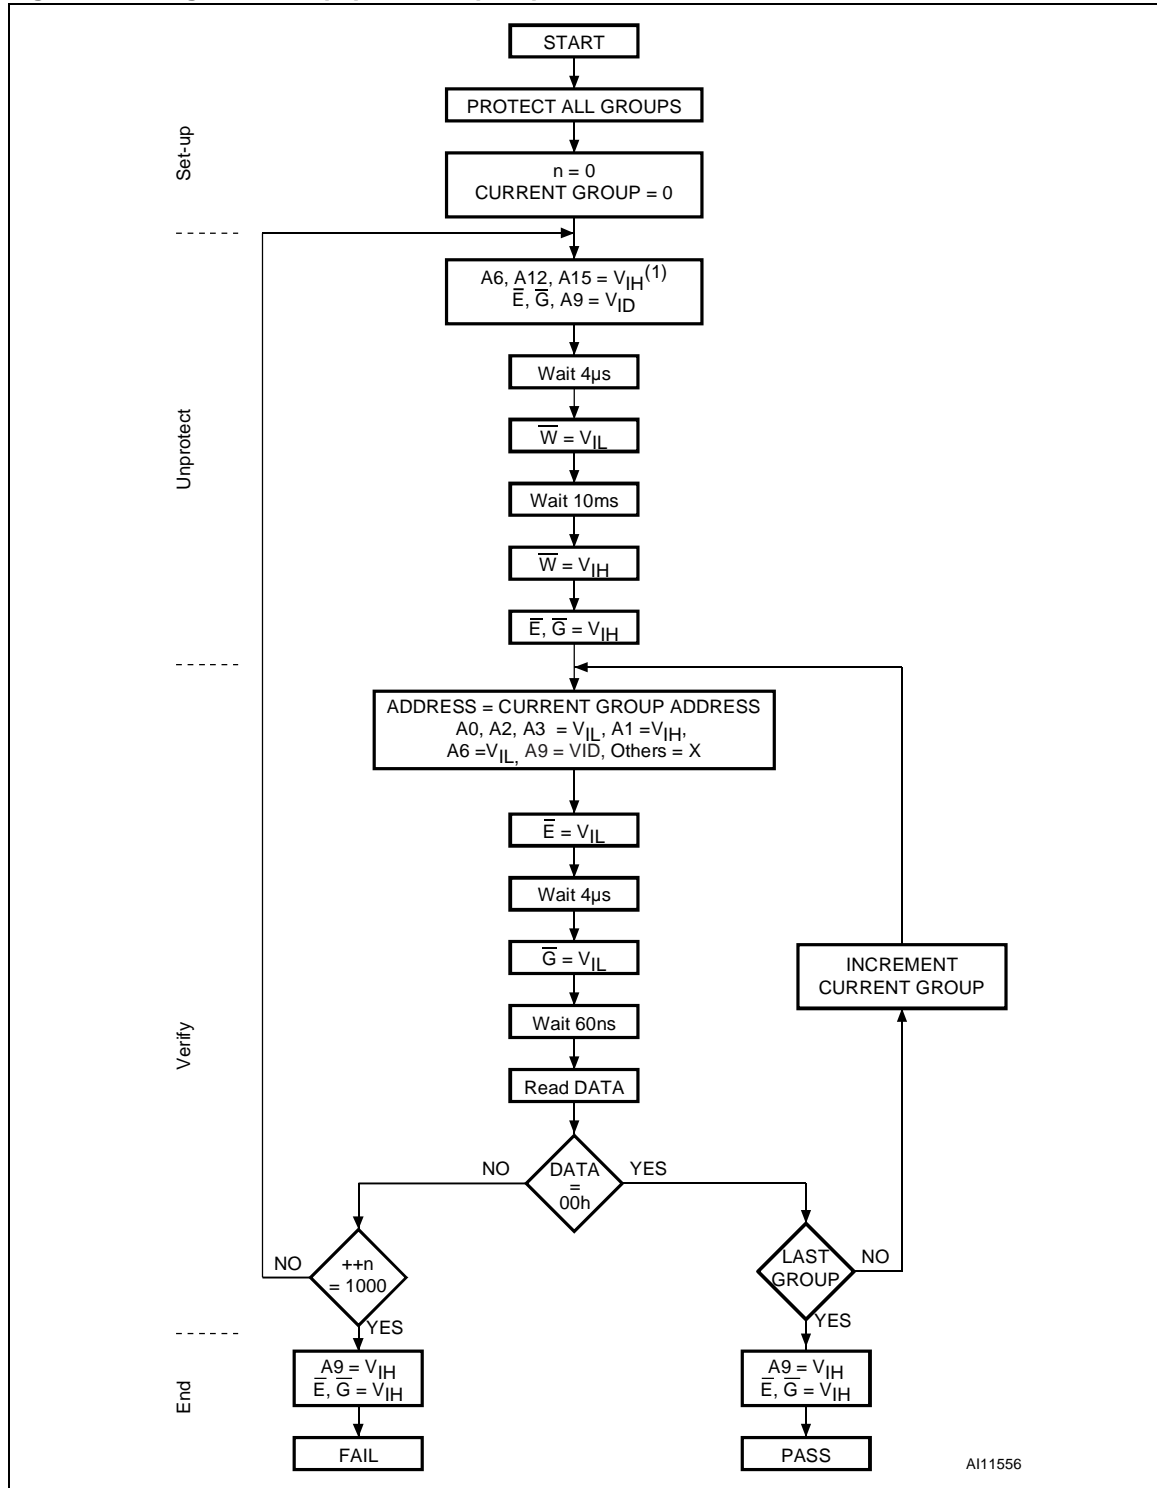 START
PROTECT ALL GROUPS
Set-up
n = 0
CURRENT GROUP = 0
A6, A12, A15 = VIH(1)
E̅, G̅, A9 = VID
Wait 4µs
W̅ = VIL
Unprotect
Wait 10ms
W̅ = VIH
E̅, G̅ = VIH
ADDRESS = CURRENT GROUP ADDRESS
A0, A2, A3 = VIL, A1 =VIH,
A6 =VIL, A9 = VID, Others = X
E̅ = VIL
Wait 4µs
G̅ = VIL
INCREMENT
CURRENT GROUP
Wait 60ns
Verify
Read DATA
NO
DATA
=
00h
YES
NO
++n
= 1000
LAST
GROUP
NO
YES
YES
A9 = VIH
E̅, G̅ = VIH
A9 = VIH
E̅, G̅ = VIH
End
FAIL
PASS
AI11556